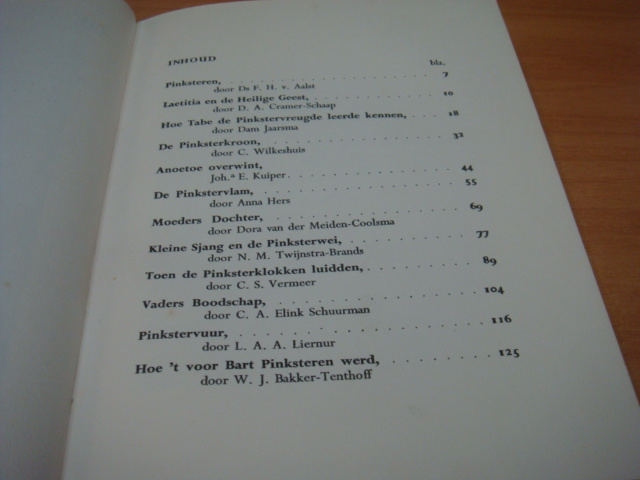 INHOUD
blz.
Pinksteren, 7
door Ds F. H. v. Aalst
Laetitia en de Heilige Geest, 10
door D. A. Cramer-Schaap
Hoe Tabe de Pinkstervreugde leerde kennen, 18
door Dam Jaarsma
De Pinksterkroon, 32
door C. Wilkeshuis
Anoetoe overwint, 44
Joh.ª E. Kuiper
De Pinkstervlam, 55
door Anna Hers
Moeders Dochter, 69
door Dora van der Meiden-Coolsma
Kleine Sjang en de Pinksterwei, 77
door N. M. Twijnstra-Brands
Toen de Pinksterklokken luidden, 89
door C. S. Vermeer
Vaders Boodschap, 104
door C. A. Elink Schuurman
Pinkstervuur, 116
door L. A. A. Liernur
Hoe 't voor Bart Pinksteren werd, 125
door W. J. Bakker-Tenthoff